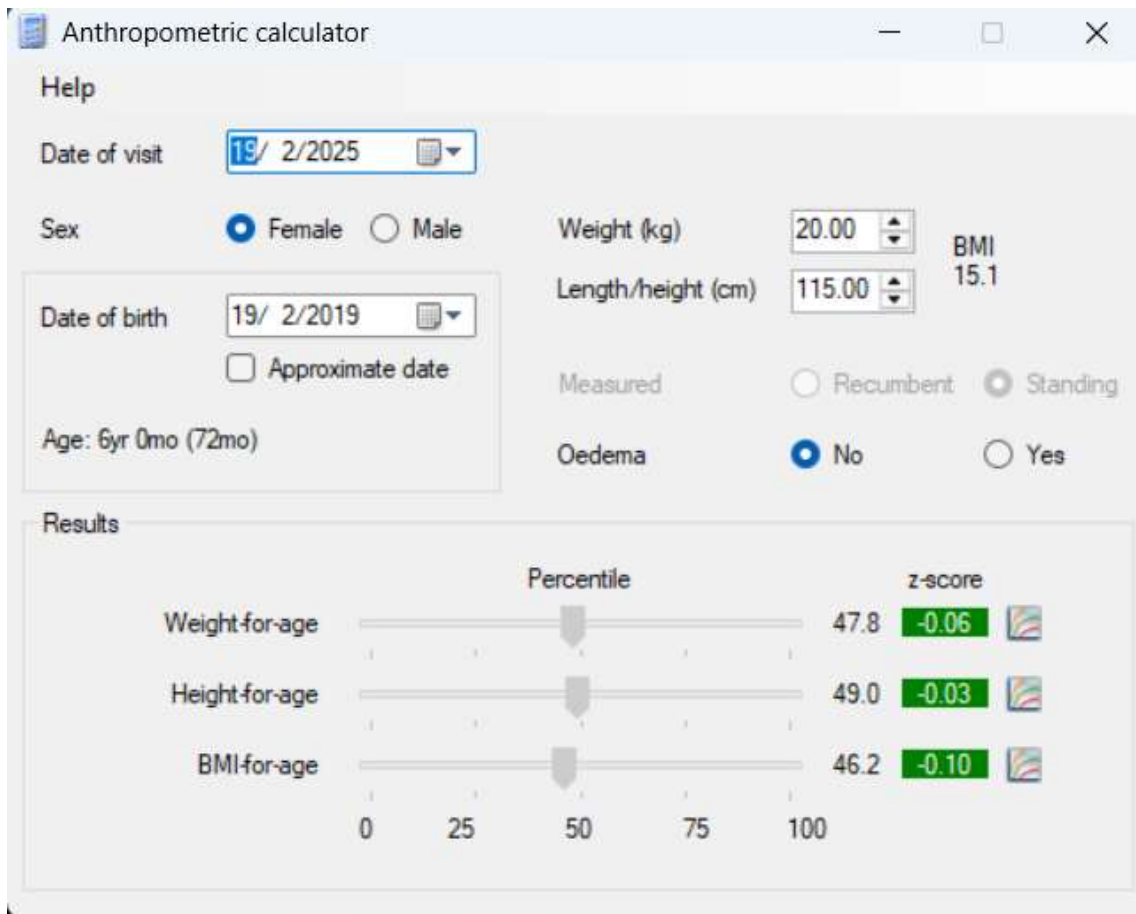 Anthropometric calculator
Help
Date of visit 19/ 2/2025
Sex Female Male
Weight (kg) 20.00
BMI
15.1
Length/height (cm) 115.00
Date of birth 19/ 2/2019
Approximate date
Age: 6yr 0mo (72mo)
Measured Recumbent Standing
Oedema No Yes
Results
Percentile z-score
Weight-for-age 47.8 -0.06
Height-for-age 49.0 -0.03
BMI-for-age 46.2 -0.10
0 25 50 75 100